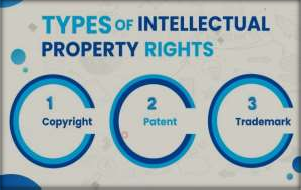 TYPES OF INTELLECTUAL
PROPERTY RIGHTS
1
Copyright
2
Patent
3
Trademark